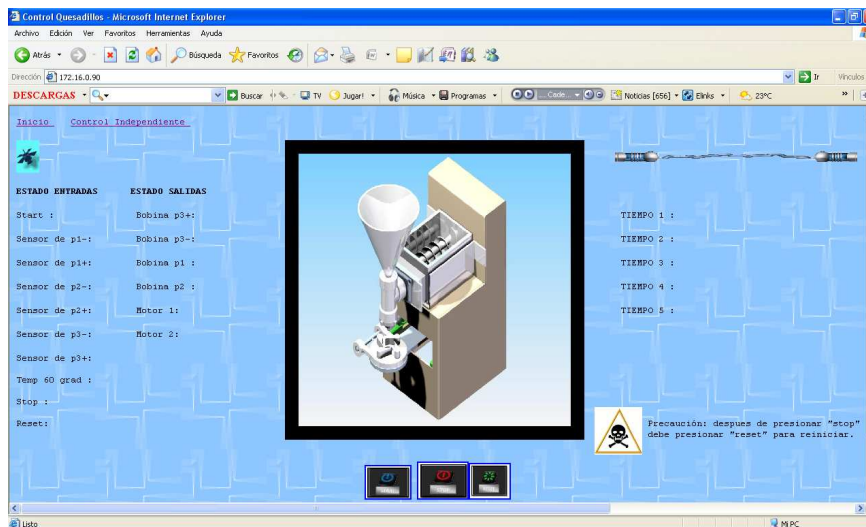 Control Quesadillos - Microsoft Internet Explorer
Archivo Edición Ver Favoritos Herramientas Ayuda
Atrás Búsqueda Favoritos
Dirección 172.16.0.90 Ir Vínculos
DESCARGAS Buscar TV Jugar! Música Programas Cade... Noticias [656] Elinks 23ºC »
Inicio Control Independiente
ESTADO ENTRADAS ESTADO SALIDAS
Start : Bobina p3+: TIEMPO 1 :
Sensor de p1-: Bobina p3-: TIEMPO 2 :
Sensor de p1+: Bobina p1 : TIEMPO 3 :
Sensor de p2-: Bobina p2 : TIEMPO 4 :
Sensor de p2+: Motor 1: TIEMPO 5 :
Sensor de p3-: Motor 2:
Sensor de p3+:
Temp 60 grad :
Stop :
Reset:
Precaución: despues de presionar "stop"
debe presionar "reset" para reiniciar.
Listo Mi PC